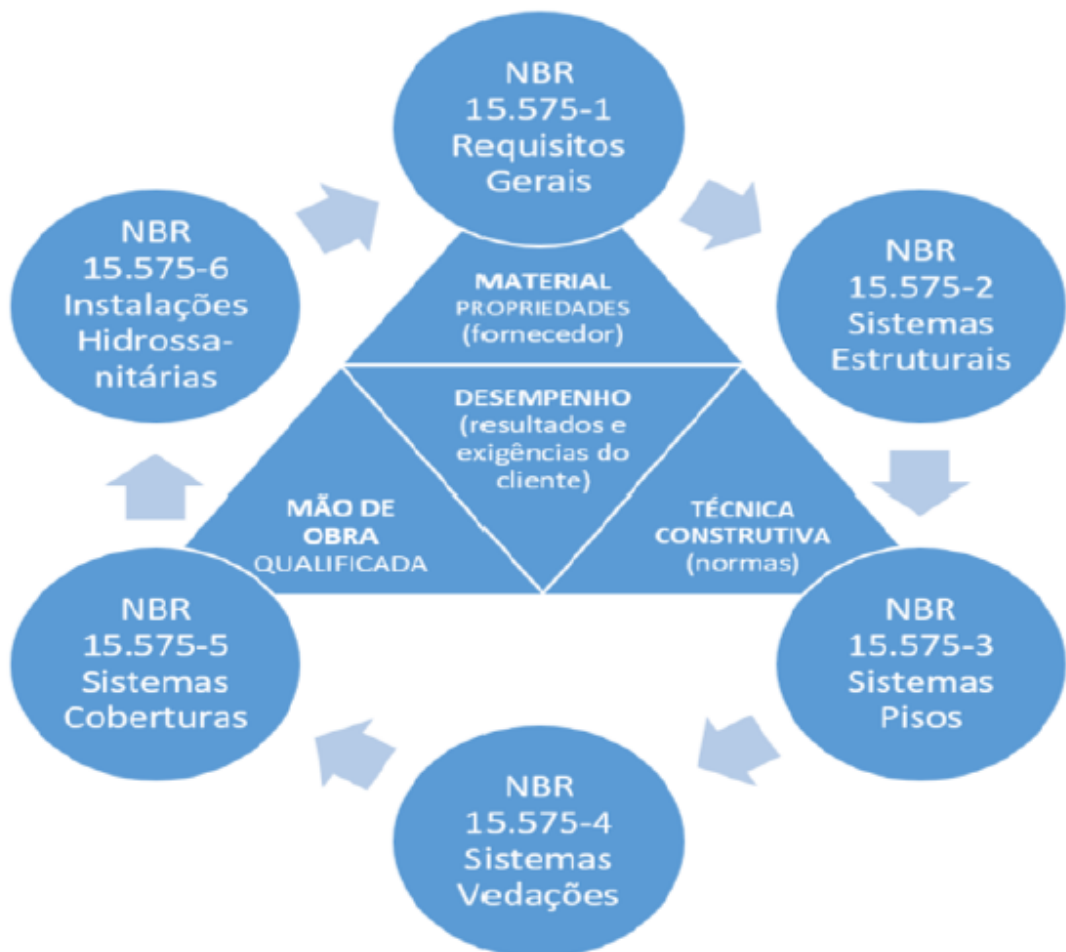 NBR
15.575-1
Requisitos
Gerais
NBR
15.575-2
Sistemas
Estruturais
NBR
15.575-3
Sistemas
Pisos
NBR
15.575-4
Sistemas
Vedações
NBR
15.575-5
Sistemas
Coberturas
NBR
15.575-6
Instalações
Hidrossa-
nitárias
MATERIAL
PROPRIEDADES
(fornecedor)
DESEMPENHO
(resultados e
exigências do
cliente)
MÃO DE
OBRA
QUALIFICADA
TÉCNICA
CONSTRUTIVA
(normas)